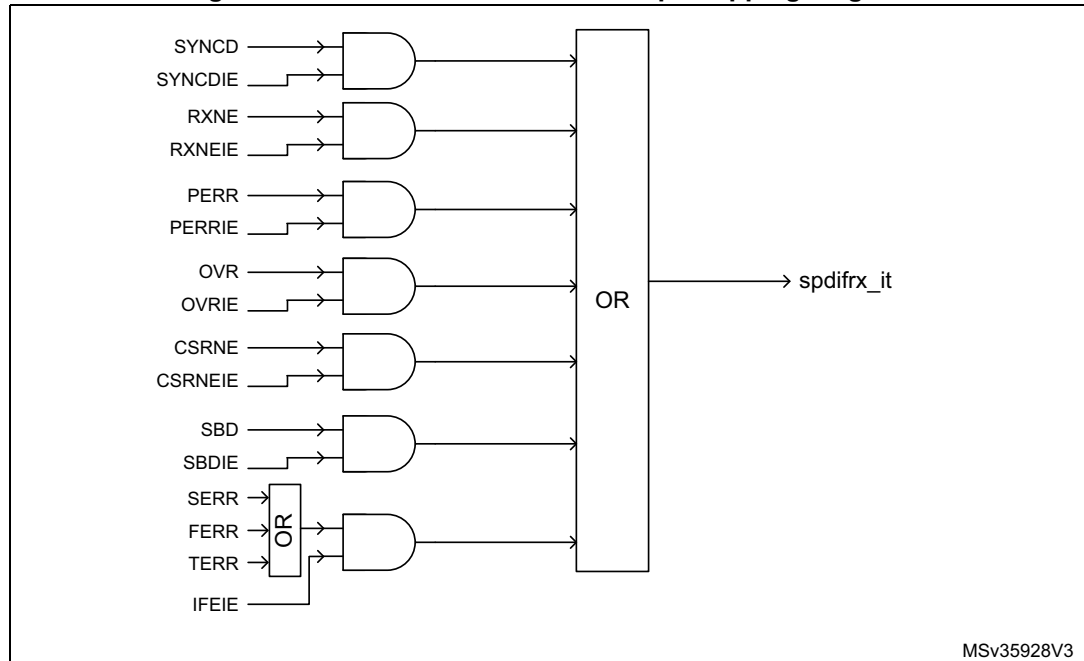 SYNCD
SYNCDIE
RXNE
RXNEIE
PERR
PERRIE
OVR
OVRIE
spdifrx_it
OR
CSRNE
CSRNEIE
SBD
SBDIE
SERR
FERR
OR
TERR
IFEIE
MSv35928V3